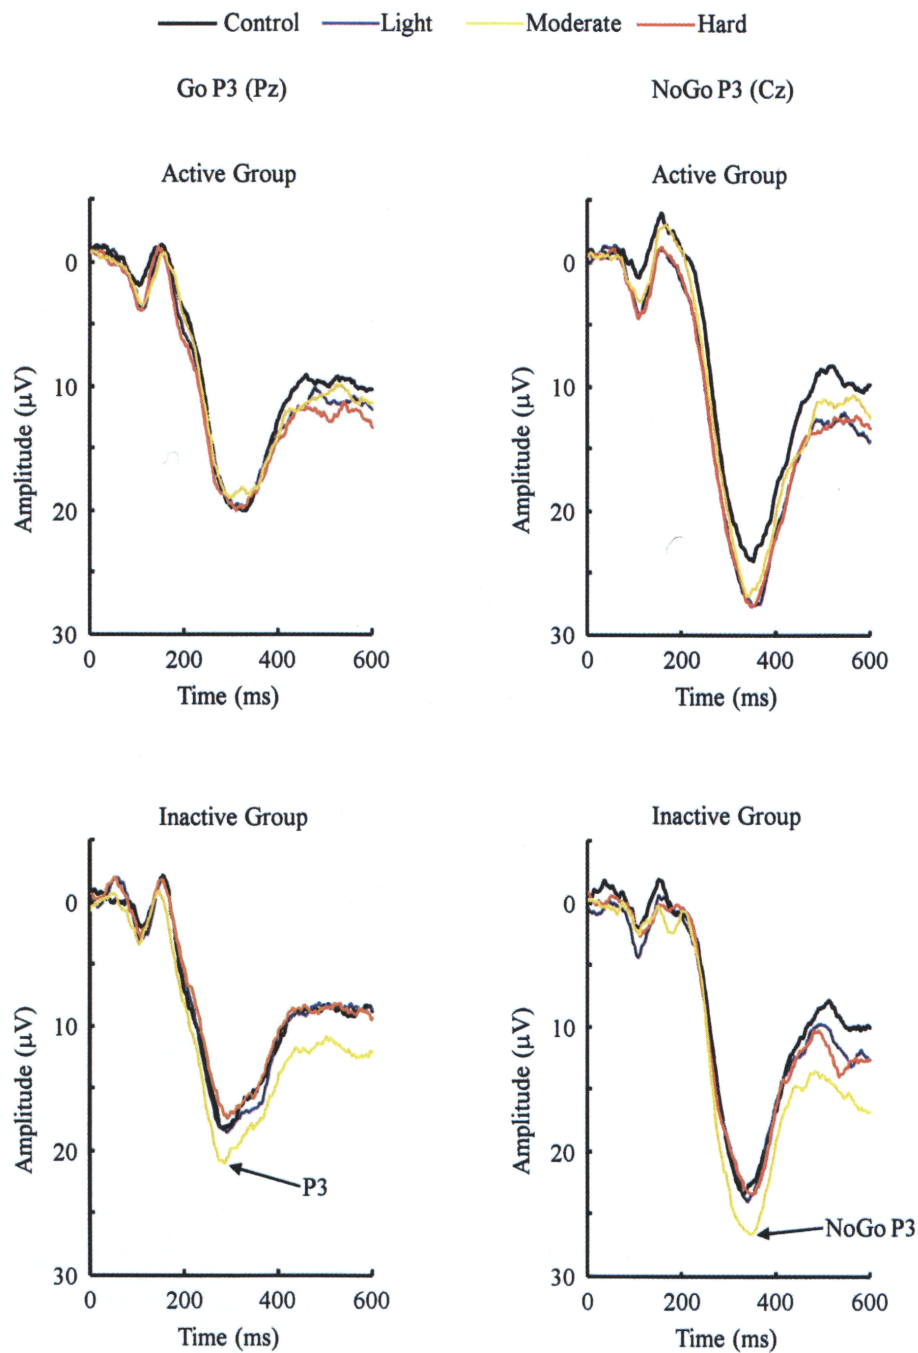 Control Light Moderate Hard
Go P3 (Pz) NoGo P3 (Cz)
Active Group Active Group
0 0
10 10
20 20
30 30
Amplitude (μV) Amplitude (μV)
0 200 400 600 0 200 400 600
Time (ms) Time (ms)
Inactive Group Inactive Group
0 0
10 10
20 20
30 30
Amplitude (μV) Amplitude (μV)
P3
NoGo P3
0 200 400 600 0 200 400 600
Time (ms) Time (ms)